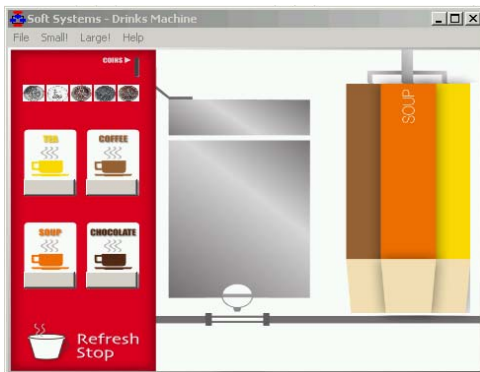 Soft Systems - Drinks Machine
File Small! Large! Help
COINS
TEA COFFEE
SOUP CHOCOLATE
SOUP
Refresh
Stop